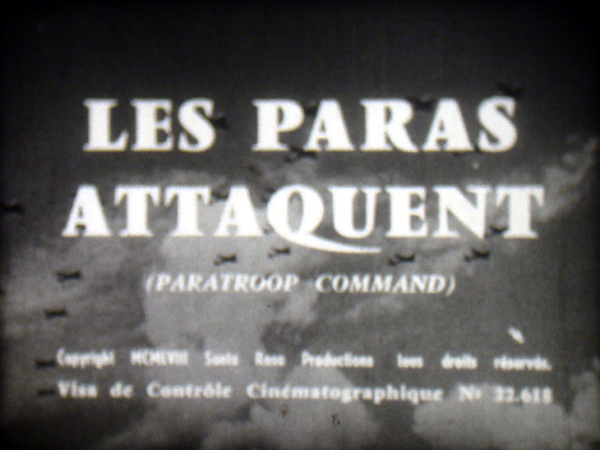 LES PARAS
ATTAQUENT
(PARATROOP COMMAND)
Copyright MCMLVIII Santa Rosa Productions tous droits réservés.
Visa de Contrôle Cinématographique Nº 22.618